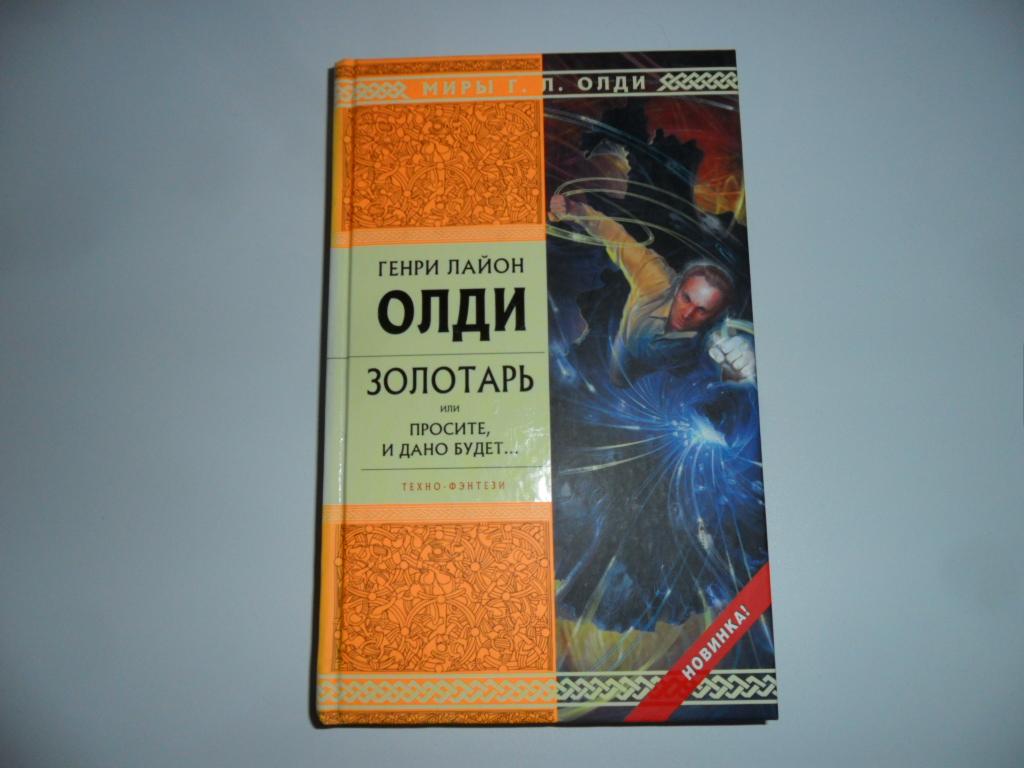 МИРЫ Г. Л. ОЛДИ
ГЕНРИ ЛАЙОН
ОЛДИ
ЗОЛОТАРЬ
ИЛИ
ПРОСИТЕ,
И ДАНО БУДЕТ...
ТЕХНО-ФЭНТЕЗИ
НОВИНКА!